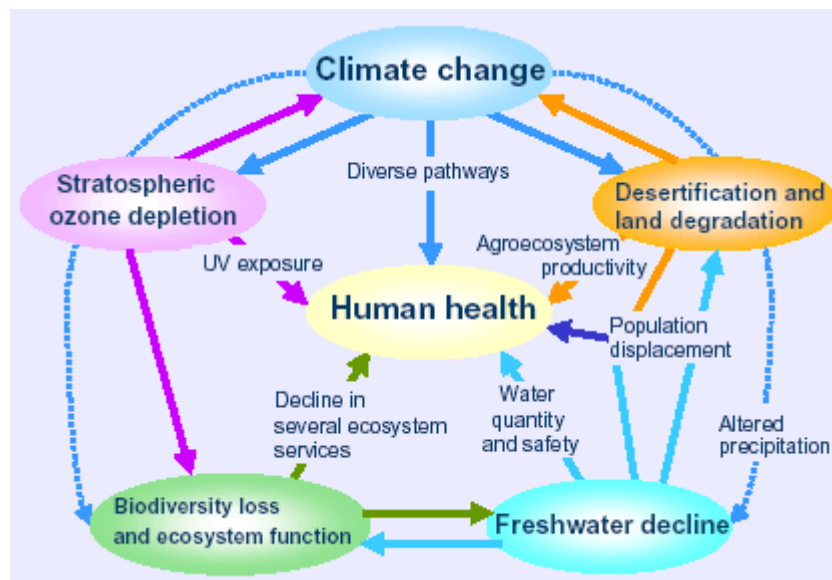 Climate change
Diverse pathways
Stratospheric
ozone depletion
Desertification and
land degradation
UV exposure
Agroecosystem
productivity
Human health
Population
displacement
Decline in
several ecosystem
services
Water
quantity
and safety
Altered
precipitation
Biodiversity loss
and ecosystem function
Freshwater decline